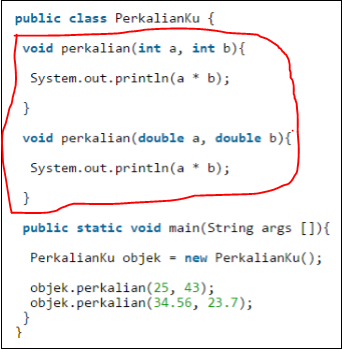 public class PerkalianKu {
void perkalian(int a, int b){
System.out.println(a * b);
}
void perkalian(double a, double b){
System.out.println(a * b);
}
public static void main(String args []){
PerkalianKu objek = new PerkalianKu();
objek.perkalian(25, 43);
objek.perkalian(34.56, 23.7);
}
}